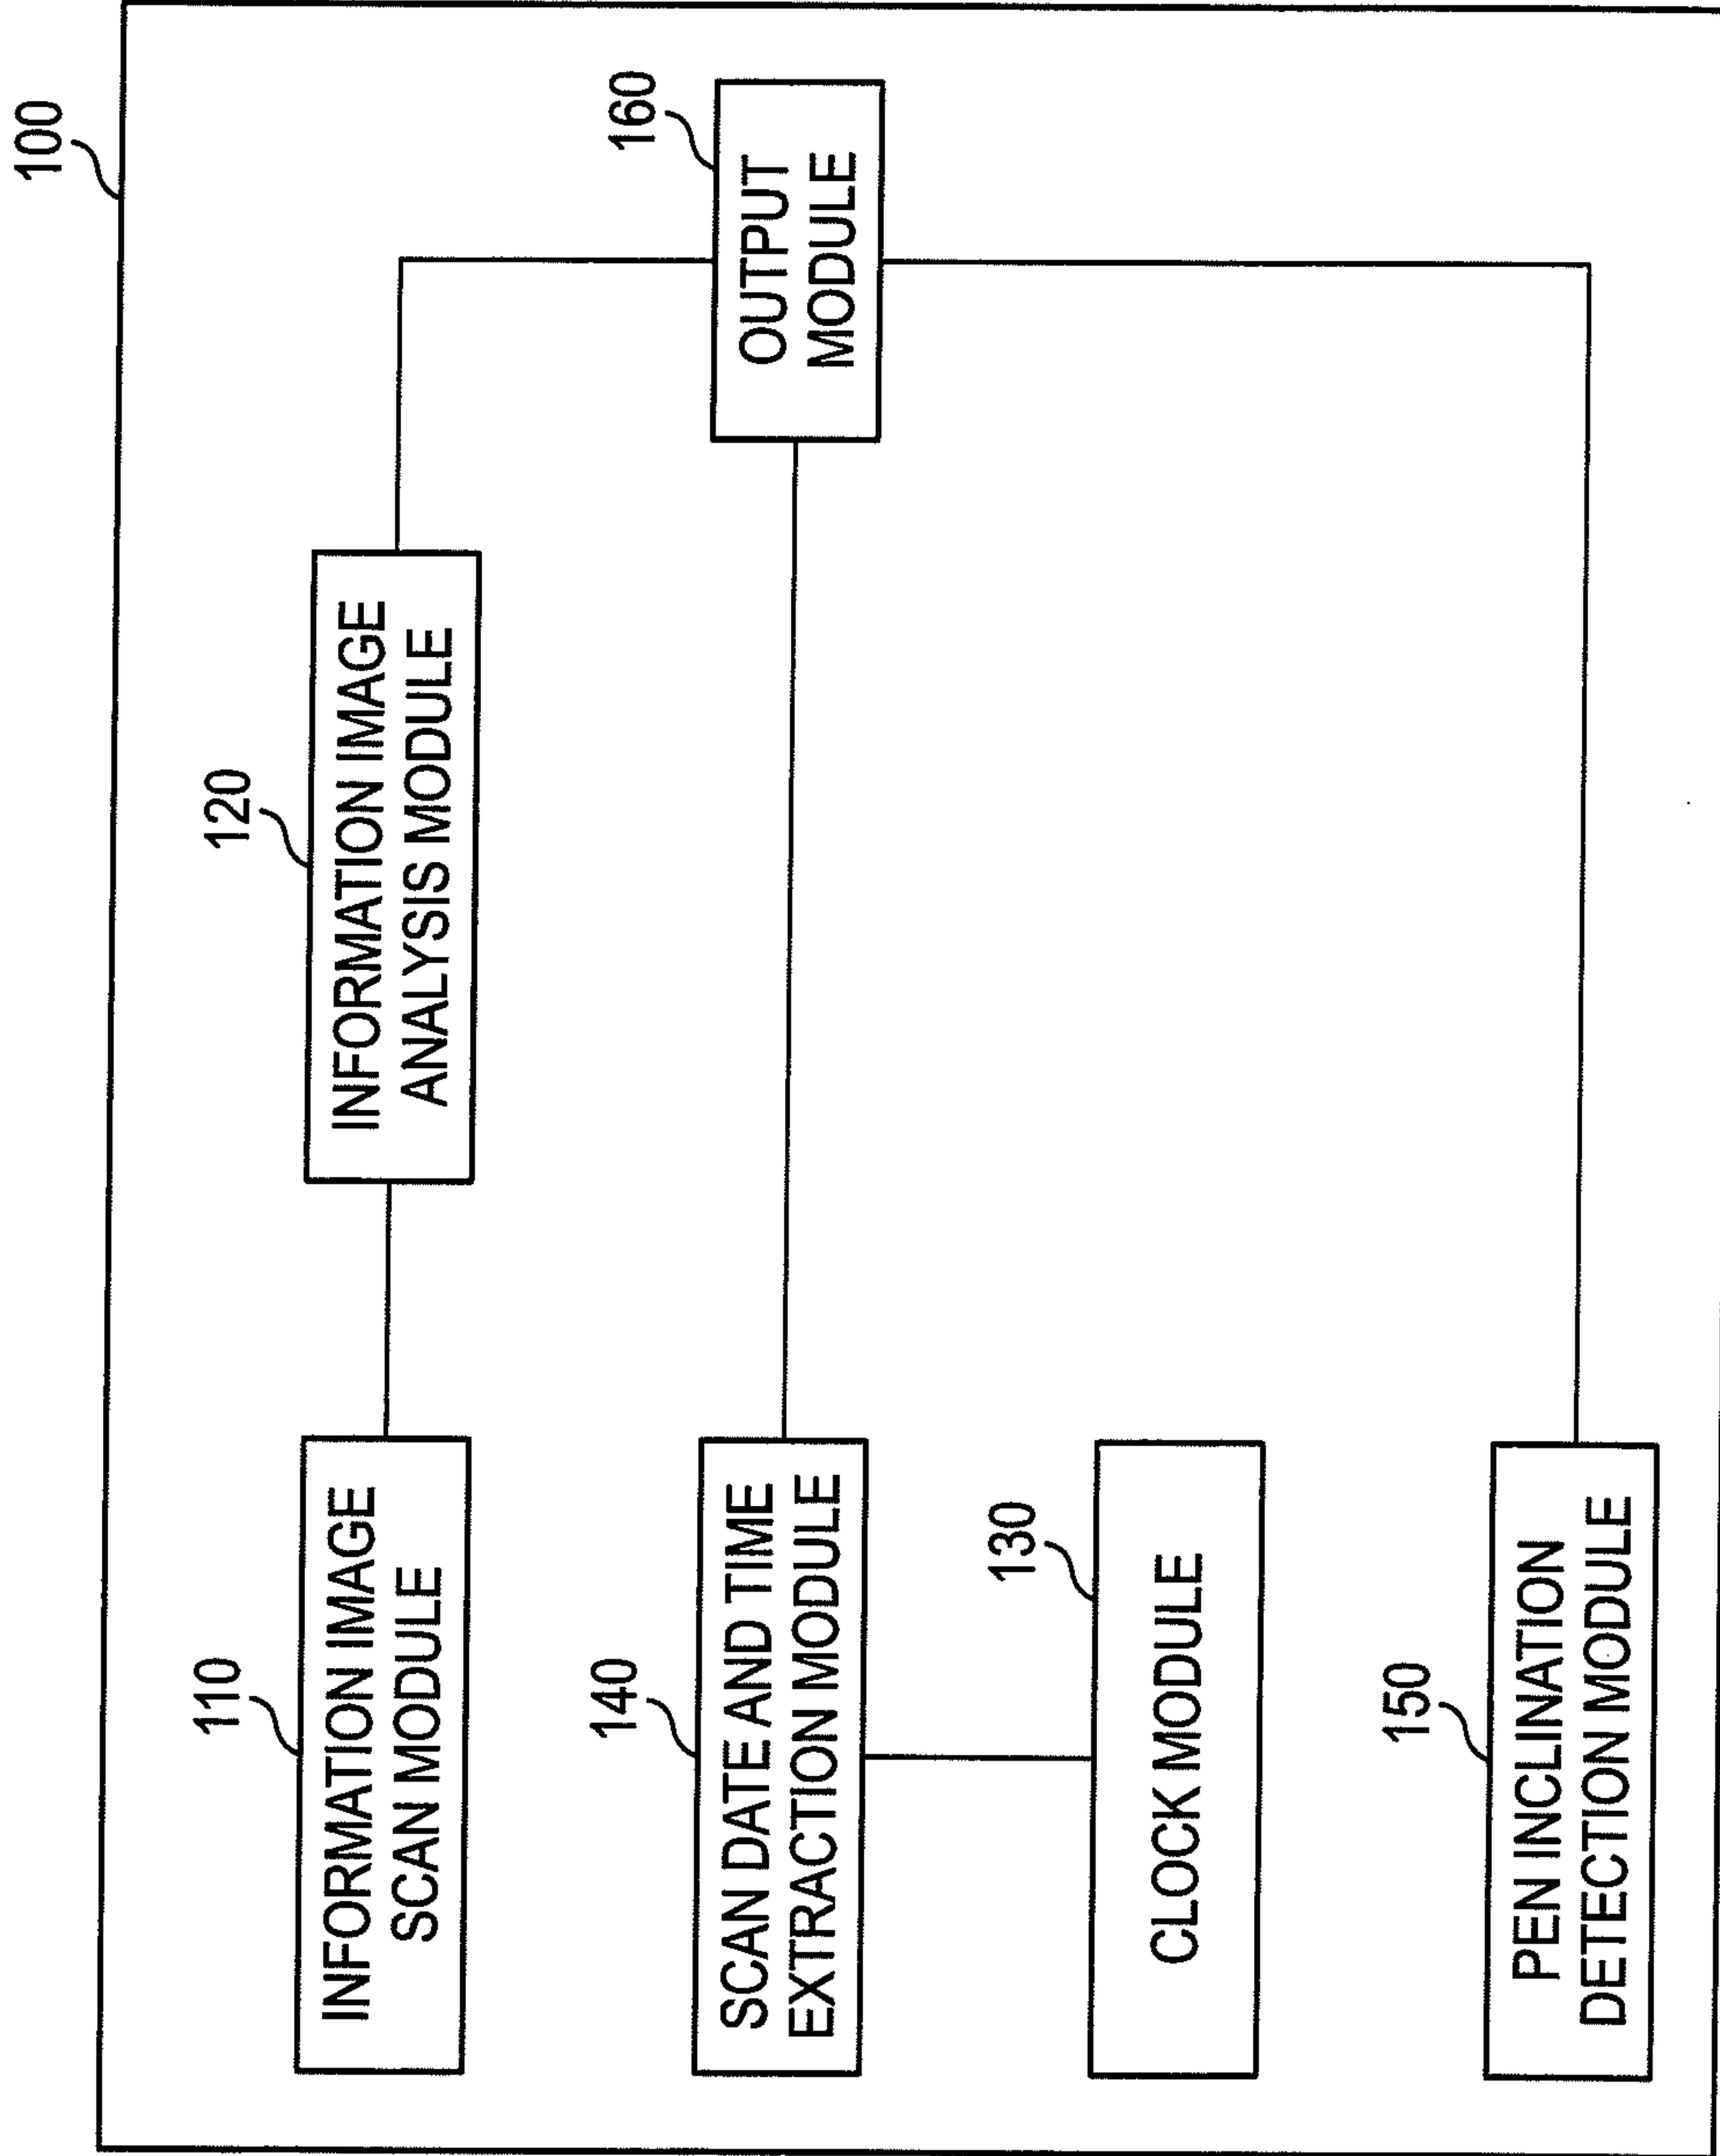 100
110
INFORMATION IMAGE
SCAN MODULE
120
INFORMATION IMAGE
ANALYSIS MODULE
140
SCAN DATE AND TIME
EXTRACTION MODULE
160
OUTPUT
MODULE
130
CLOCK MODULE
150
PEN INCLINATION
DETECTION MODULE